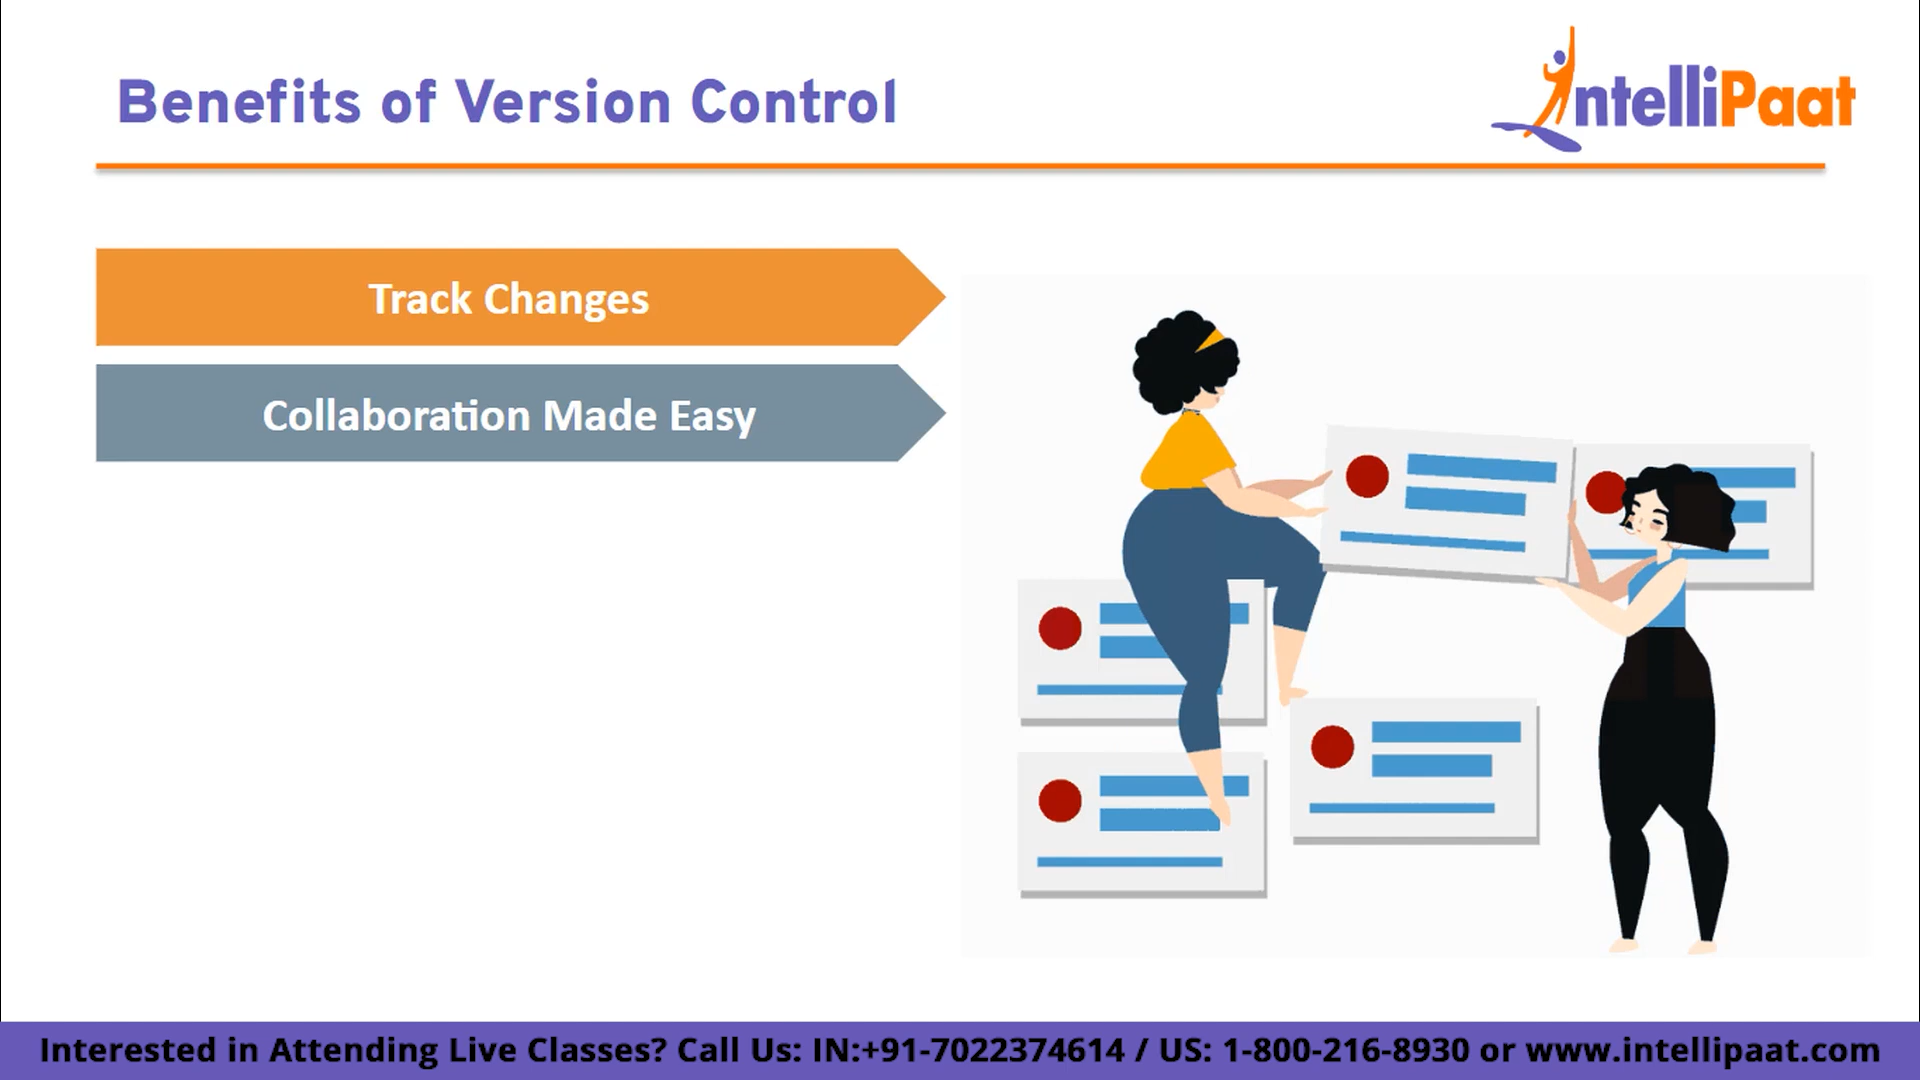 Benefits of Version Control
IntelliPaat
Track Changes
Collaboration Made Easy
Interested in Attending Live Classes? Call Us: IN:+91-7022374614 / US: 1-800-216-8930 or www.intellipaat.com